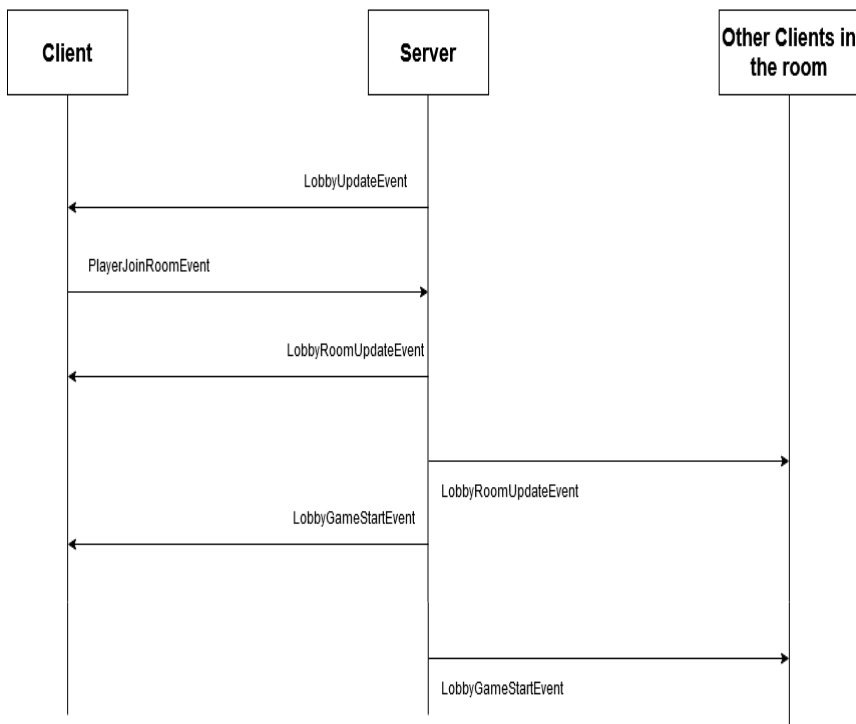 Client
Server
Other Clients in
the room
LobbyUpdateEvent
PlayerJoinRoomEvent
LobbyRoomUpdateEvent
LobbyRoomUpdateEvent
LobbyGameStartEvent
LobbyGameStartEvent